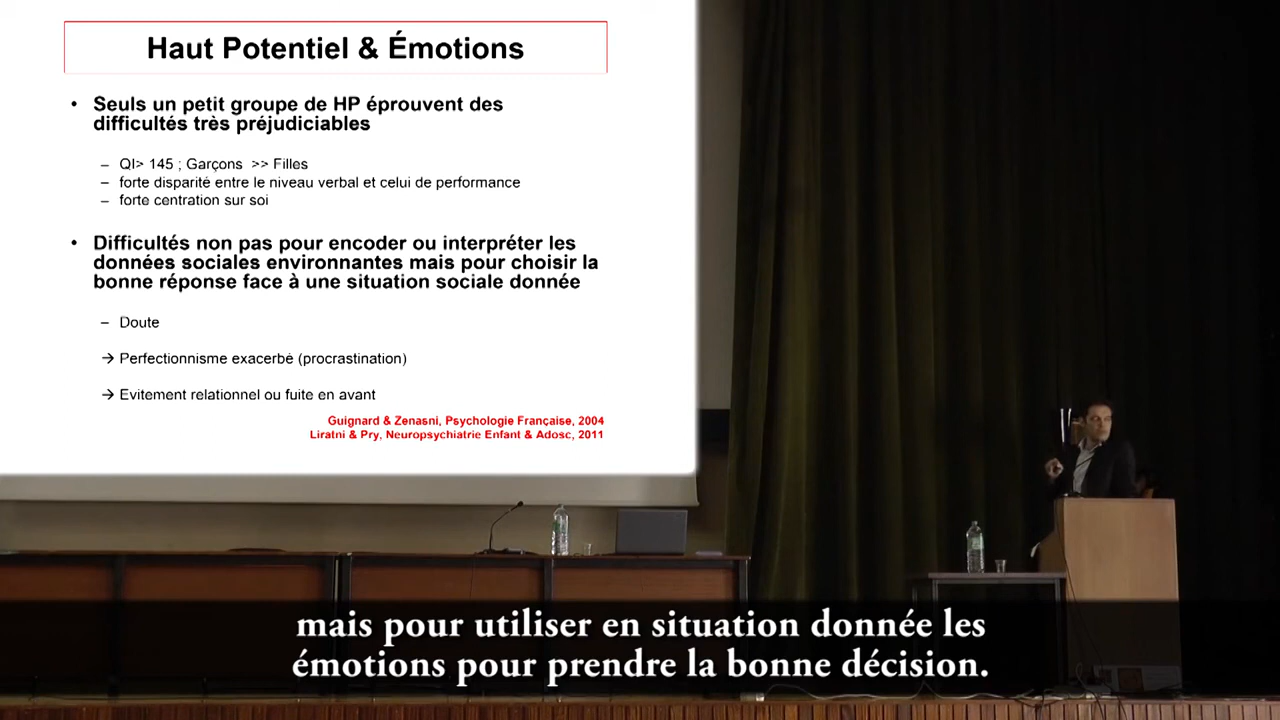 Haut Potentiel & Émotions
• Seuls un petit groupe de HP éprouvent des
difficultés très préjudiciables
– QI> 145 ; Garçons >> Filles
– forte disparité entre le niveau verbal et celui de performance
– forte centration sur soi
• Difficultés non pas pour encoder ou interpréter les
données sociales environnantes mais pour choisir la
bonne réponse face à une situation sociale donnée
– Doute
→ Perfectionnisme exacerbé (procrastination)
→ Evitement relationnel ou fuite en avant
Guignard & Zenasni, Psychologie Française, 2004
Liratni & Pry, Neuropsychiatrie Enfant & Adosc, 2011
mais pour utiliser en situation donnée les
émotions pour prendre la bonne décision.